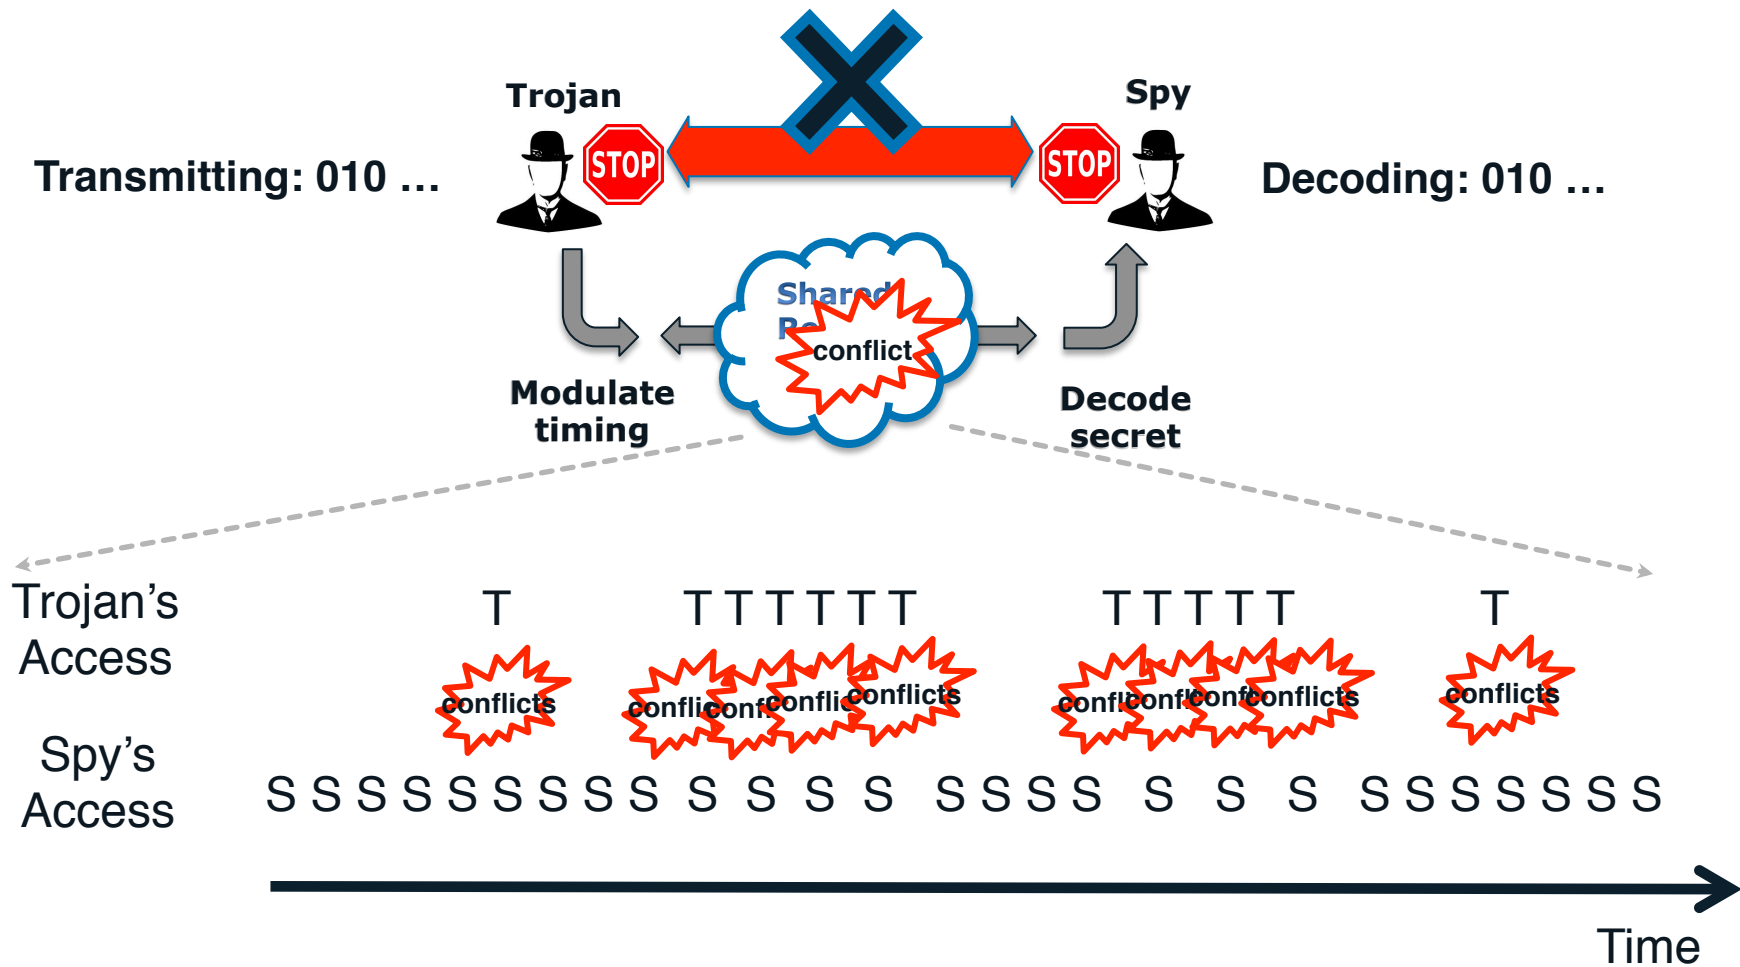 Trojan
Spy
STOP
STOP
Transmitting: 010 ...
Decoding: 010 ...
Shared
conflict
Modulate
timing
Decode
secret
Trojan's
Access
T T T T T T T T T T T T T
conflicts conflicts conflicts conflicts
Spy's
Access
S S S S S S S S S S S S S S S S S S S S S S S S S S S
Time